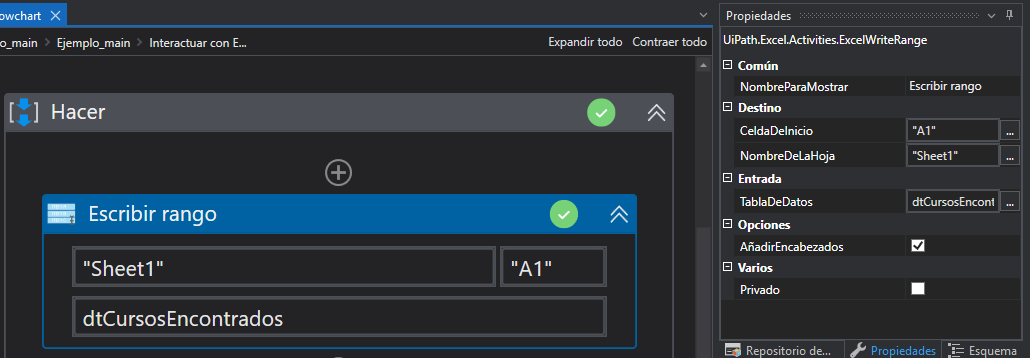 owchart
o_main Ejemplo_main Interactuar con E...
Expandir todo Contraer todo
Hacer
Escribir rango
"Sheet1" "A1"
dtCursosEncontrados
Propiedades
UiPath.Excel.Activities.ExcelWriteRange
Común
NombreParaMostrar Escribir rango
Destino
CeldaDeInicio "A1" ...
NombreDeLaHoja "Sheet1" ...
Entrada
TablaDeDatos dtCursosEncont ...
Opciones
AñadirEncabezados
Varios
Privado
Repositorio de... Propiedades Esquema